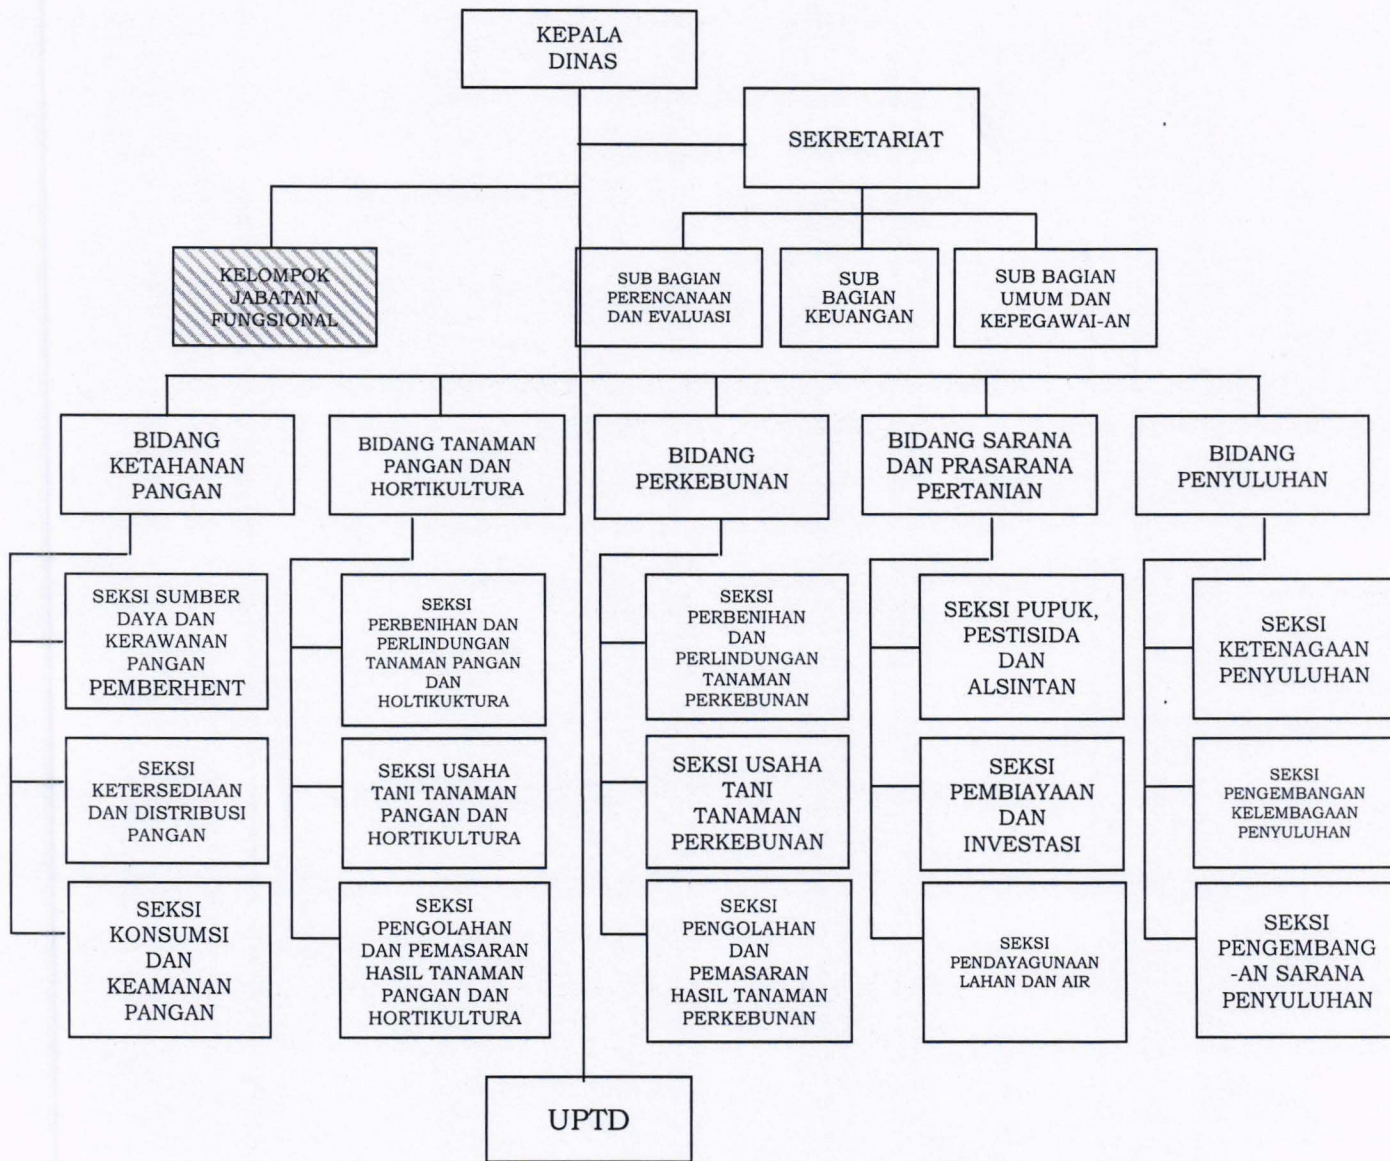 KEPALA
DINAS
SEKRETARIAT
KELOMPOK
JABATAN
FUNGSIONAL
SUB BAGIAN
PERENCANAAN
DAN EVALUASI
SUB
BAGIAN
KEUANGAN
SUB BAGIAN
UMUM DAN
KEPEGAWAI-AN
BIDANG
KETAHANAN
PANGAN
BIDANG TANAMAN
PANGAN DAN
HORTIKULTURA
BIDANG
PERKEBUNAN
BIDANG SARANA
DAN PRASARANA
PERTANIAN
BIDANG
PENYULUHAN
SEKSI SUMBER
DAYA DAN
KERAWANAN
PANGAN
PEMBERHENT
SEKSI
PERBENIHAN DAN
PERLINDUNGAN
TANAMAN PANGAN
DAN
HOLTIKUKTURA
SEKSI
PERBENIHAN
DAN
PERLINDUNGAN
TANAMAN
PERKEBUNAN
SEKSI PUPUK,
PESTISIDA
DAN
ALSINTAN
SEKSI
KETENAGAAN
PENYULUHAN
SEKSI
KETERSEDIAAN
DAN DISTRIBUSI
PANGAN
SEKSI USAHA
TANI TANAMAN
PANGAN DAN
HORTIKULTURA
SEKSI USAHA
TANI
TANAMAN
PERKEBUNAN
SEKSI
PEMBIAYAAN
DAN
INVESTASI
SEKSI
PENGEMBANGAN
KELEMBAGAAN
PENYULUHAN
SEKSI
KONSUMSI
DAN
KEAMANAN
PANGAN
SEKSI
PENGOLAHAN
DAN PEMASARAN
HASIL TANAMAN
PANGAN DAN
HORTIKULTURA
SEKSI
PENGOLAHAN
DAN
PEMASARAN
HASIL TANAMAN
PERKEBUNAN
SEKSI
PENDAYAGUNAAN
LAHAN DAN AIR
SEKSI
PENGEMBANG
-AN SARANA
PENYULUHAN
UPTD